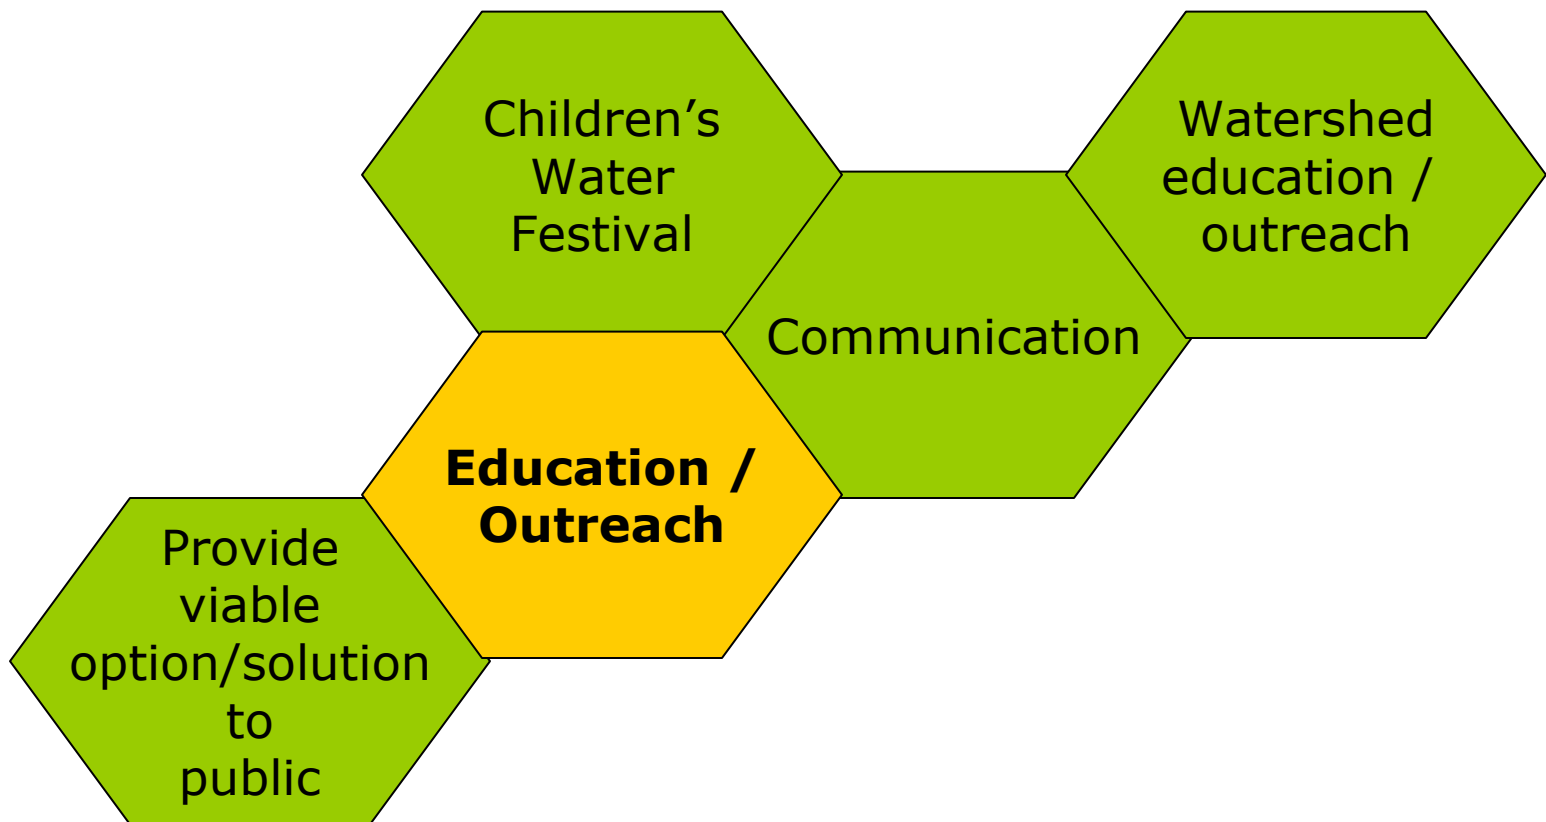 Children’s
Water
Festival
Watershed
education /
outreach
Communication
Education /
Outreach
Provide
viable
option/solution
to
public